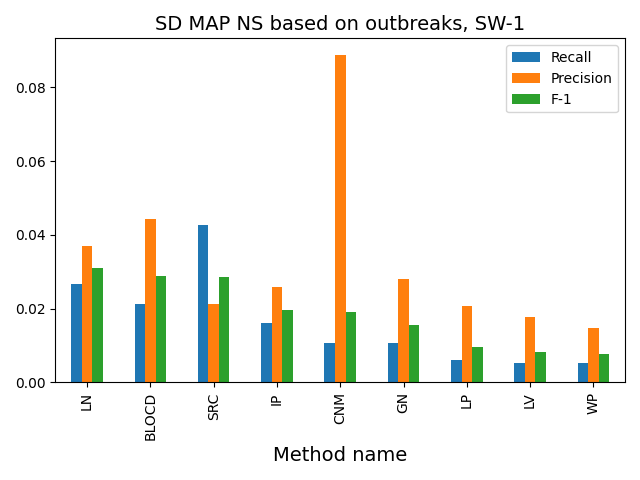 SD MAP NS based on outbreaks, SW-1
Recall
Precision
F-1
0.08
0.06
0.04
0.02
0.00
LN
BLOCD
SRC
IP
CNM
GN
LP
LV
WP
Method name